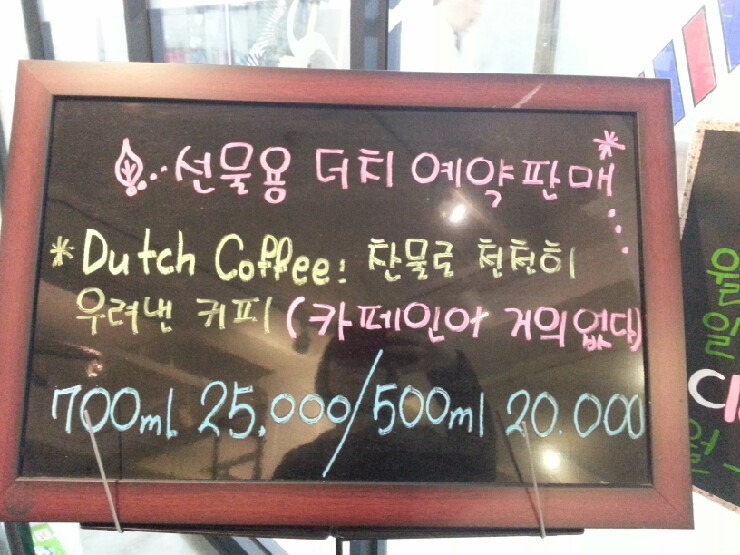 선물용 더치 예약판매
*Dutch Coffee: 찬물로 천천히
우려낸 커피 (카페인이 거의 없다)
700ml 25,000/500ml 20.000